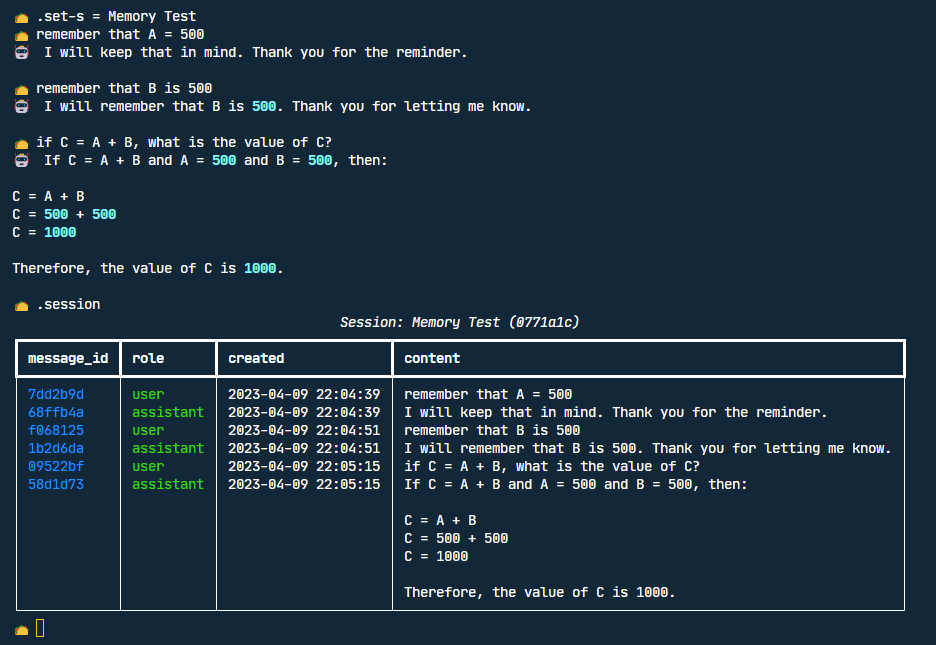 🌮 .set-s = Memory Test
🌮 remember that A = 500
🤖 I will keep that in mind. Thank you for the reminder.
🌮 remember that B is 500
🤖 I will remember that B is 500. Thank you for letting me know.
🌮 if C = A + B, what is the value of C?
🤖 If C = A + B and A = 500 and B = 500, then:
C = A + B
C = 500 + 500
C = 1000
Therefore, the value of C is 1000.
🌮 .session
Session: Memory Test (0771a1c)
message_id role created content
7dd2b9d user 2023-04-09 22:04:39 remember that A = 500
68ffb4a assistant 2023-04-09 22:04:39 I will keep that in mind. Thank you for the reminder.
f068125 user 2023-04-09 22:04:51 remember that B is 500
1b2d6da assistant 2023-04-09 22:04:51 I will remember that B is 500. Thank you for letting me know.
09522bf user 2023-04-09 22:05:15 if C = A + B, what is the value of C?
58d1d73 assistant 2023-04-09 22:05:15 If C = A + B and A = 500 and B = 500, then:
C = A + B
C = 500 + 500
C = 1000
Therefore, the value of C is 1000.
🌮